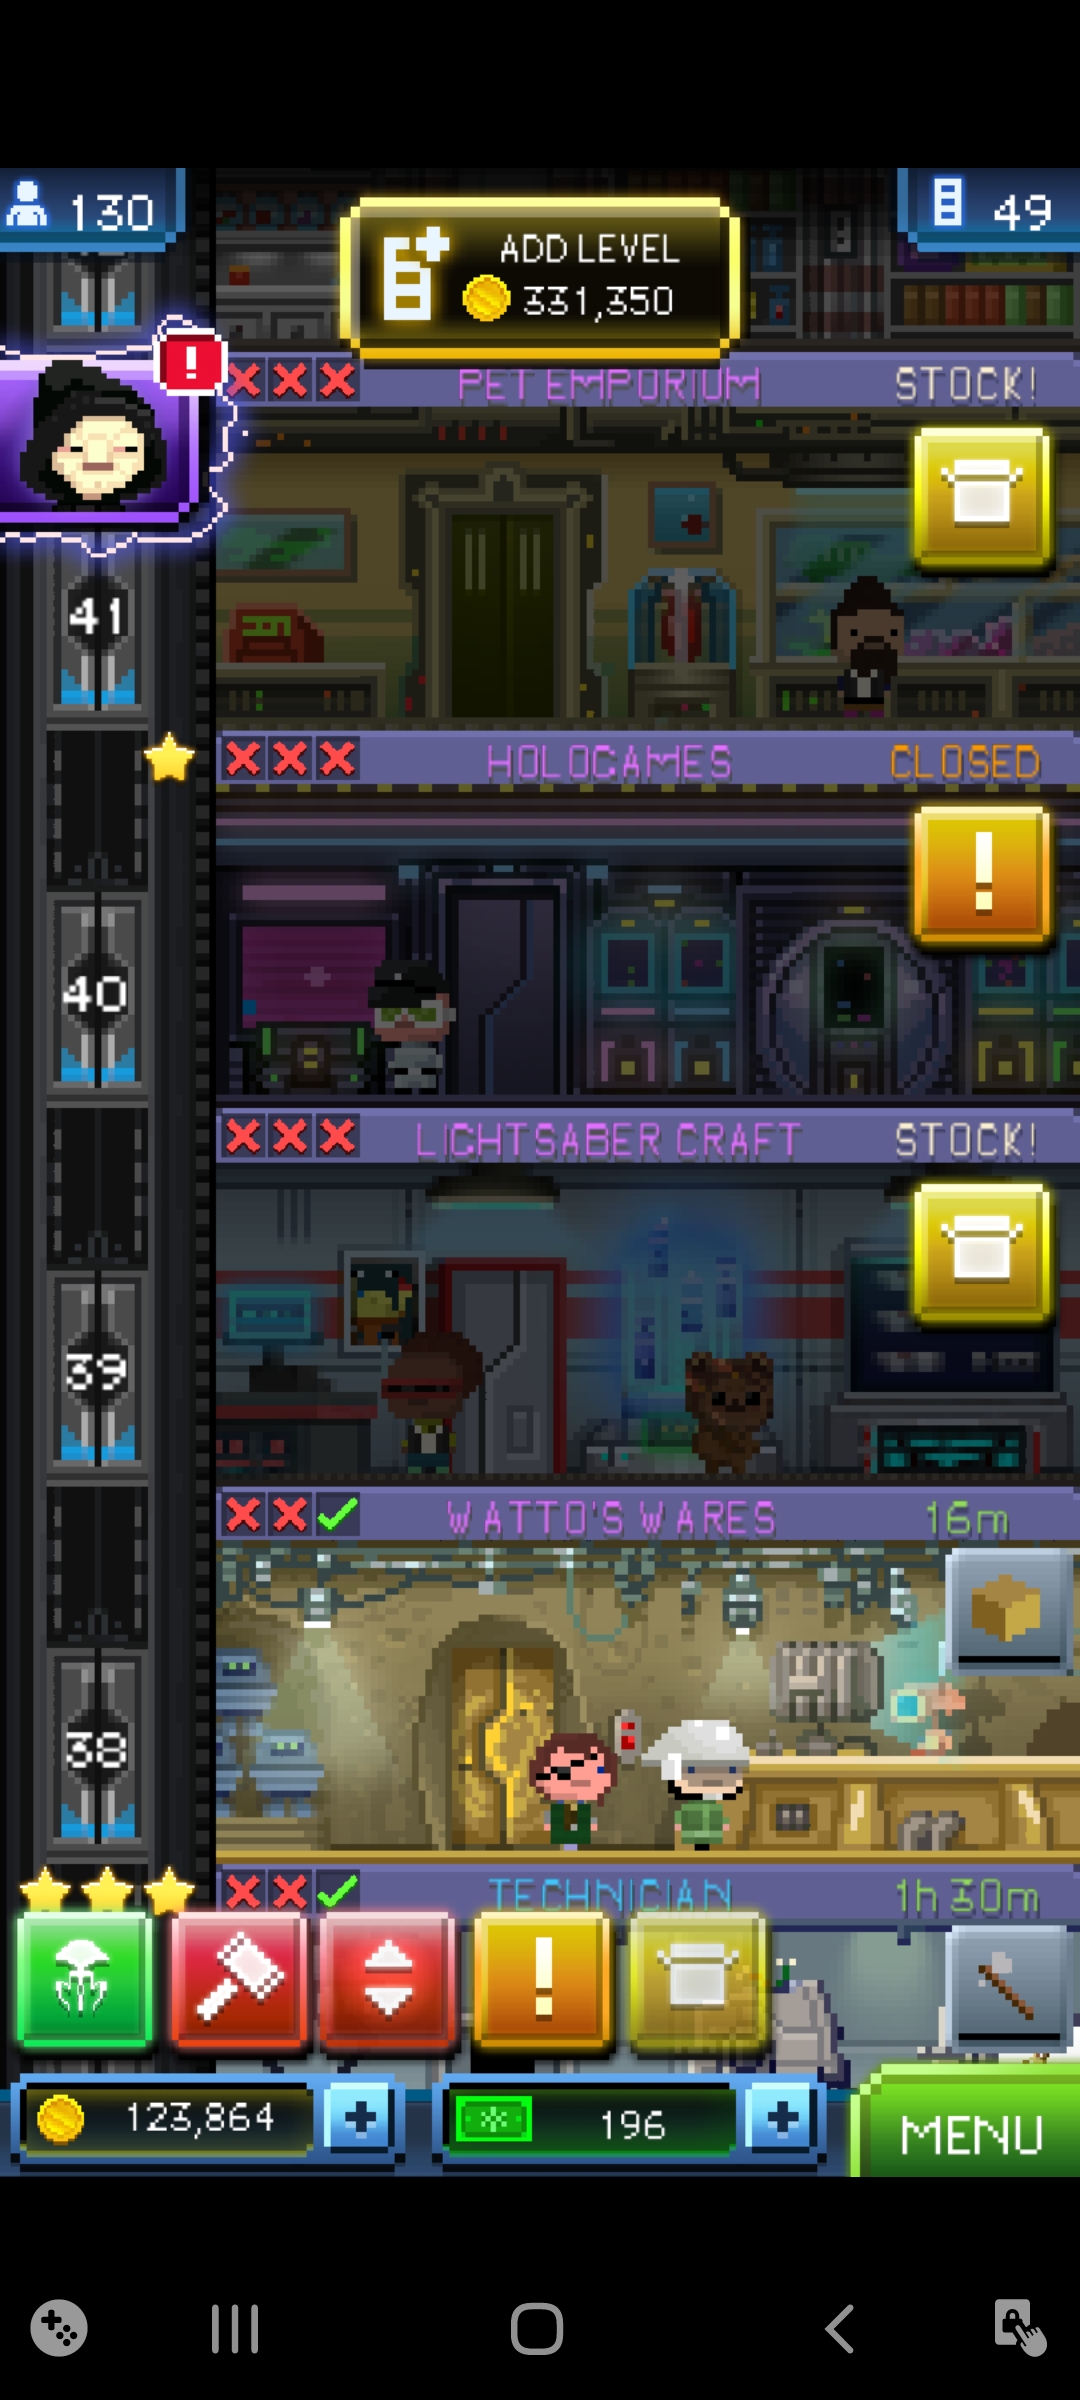 130
49
ADD LEVEL
331,350
PET EMPORIUM
STOCK!
41
HOLOGAMES
CLOSED
40
LIGHTSABER CRAFT
STOCK!
39
WATTO'S WARES
16m
38
TECHNICIAN
1h 30m
123,864
196
MENU